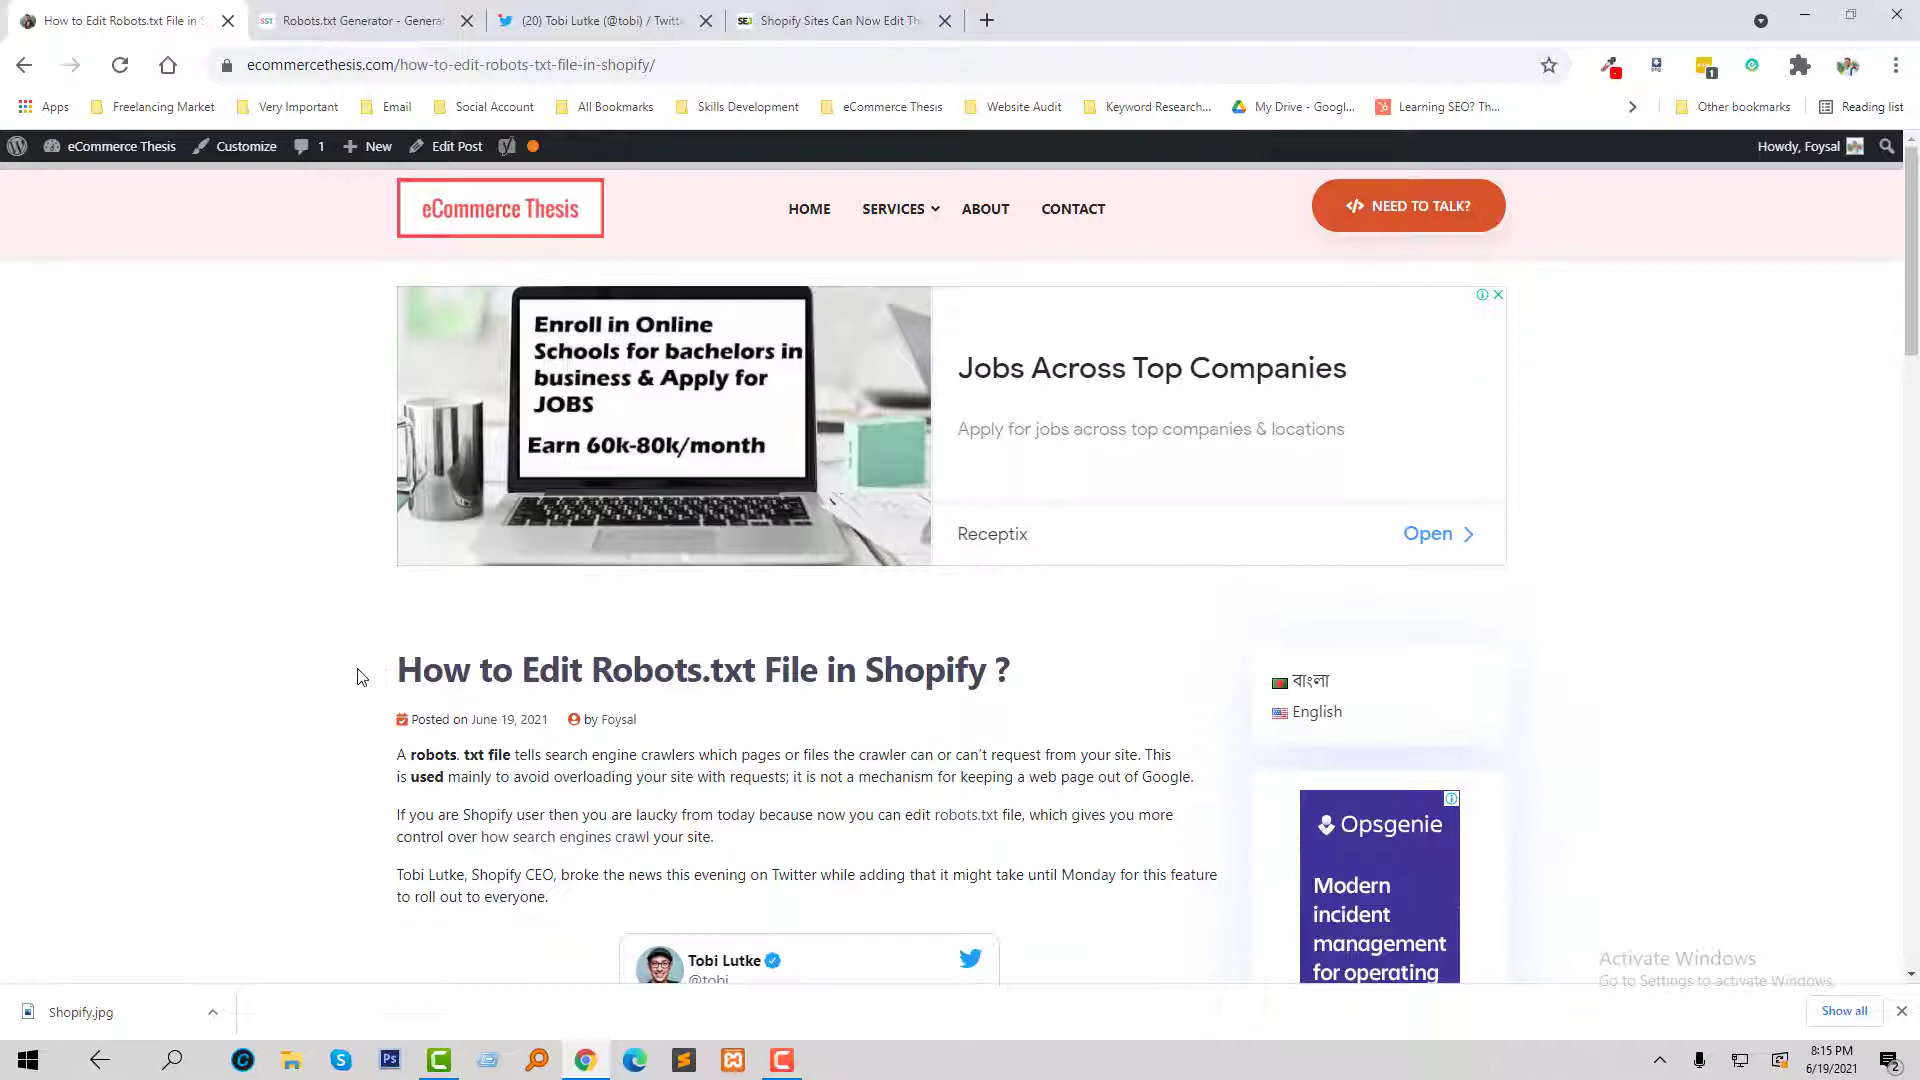 How to Edit Robots.txt File in S
Robots.txt Generator - Genera
(20) Tobi Lutke (@tobi) / Twitt
Shopify Sites Can Now Edit Th
ecommercethesis.com/how-to-edit-robots-txt-file-in-shopify/
1
Apps
Freelancing Market
Very Important
Email
Social Account
All Bookmarks
Skills Development
eCommerce Thesis
Website Audit
Keyword Research...
My Drive - Googl...
Learning SEO? Th...
Other bookmarks
Reading list
eCommerce Thesis
Customize
1
New
Edit Post
Howdy, Foysal
eCommerce Thesis
HOME
SERVICES
ABOUT
CONTACT
NEED TO TALK?
Enroll in Online
Schools for bachelors in
business & Apply for
JOBS
Earn 60k-80k/month
Jobs Across Top Companies
Apply for jobs across top companies & locations
Receptix
Open
How to Edit Robots.txt File in Shopify ?
Posted on June 19, 2021 by Foysal
A robots. txt file tells search engine crawlers which pages or files the crawler can or can't request from your site. This
is used mainly to avoid overloading your site with requests; it is not a mechanism for keeping a web page out of Google.
If you are Shopify user then you are laucky from today because now you can edit robots.txt file, which gives you more
control over how search engines crawl your site.
Tobi Lutke, Shopify CEO, broke the news this evening on Twitter while adding that it might take until Monday for this feature
to roll out to everyone.
Tobi Lutke
@tobi
বাংলা
English
Opsgenie
Modern
incident
management
for operating
Activate Windows
Go to Settings to activate Windows.
Shopify.jpg
Show all
8:15 PM
6/19/2021
2